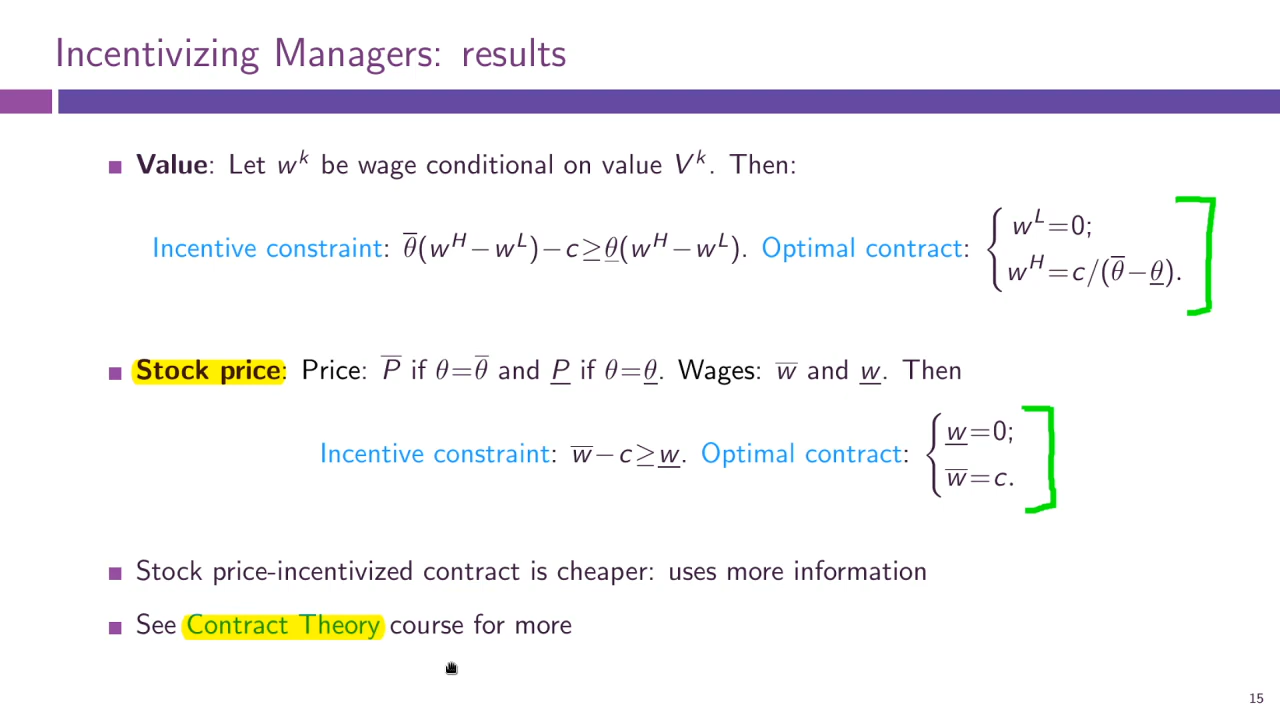 Incentivizing Managers: results
Value: Let w^k be wage conditional on value V^k. Then:
Incentive constraint: θ̅(w^H−w^L)−c≥θ̲(w^H−w^L). Optimal contract: { w^L=0;
w^H=c/(θ̅−θ̲).
Stock price: Price: P̅ if θ=θ̅ and P̲ if θ=θ̲. Wages: w̅ and w̲. Then
Incentive constraint: w̅−c≥w̲. Optimal contract: { w̲=0;
w̅=c.
Stock price-incentivized contract is cheaper: uses more information
See Contract Theory course for more
15